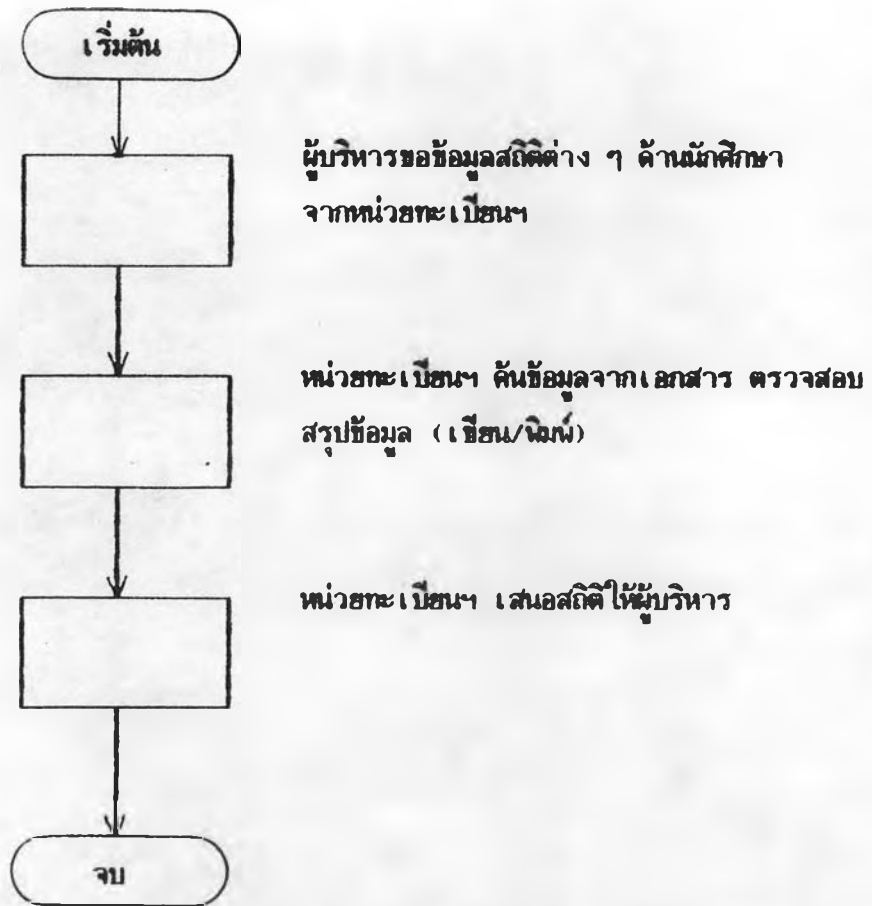 เริ่มต้น
ผู้บริหารขอข้อมูลสถิติต่าง ๆ ด้านนักศึกษา
จากหน่วยทะเบียนฯ
หน่วยทะเบียนฯ ค้นข้อมูลจากเอกสาร ตรวจสอบ
สรุปข้อมูล (เขียน/พิมพ์)
หน่วยทะเบียนฯ เสนอสถิติให้ผู้บริหาร
จบ